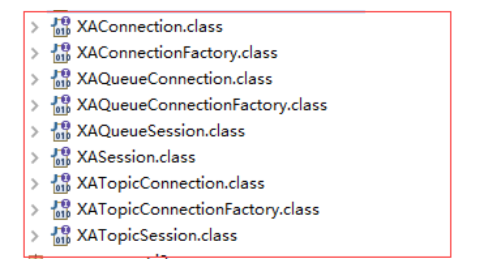 XAConnection.class
XAConnectionFactory.class
XAQueueConnection.class
XAQueueConnectionFactory.class
XAQueueSession.class
XASession.class
XATopicConnection.class
XATopicConnectionFactory.class
XATopicSession.class